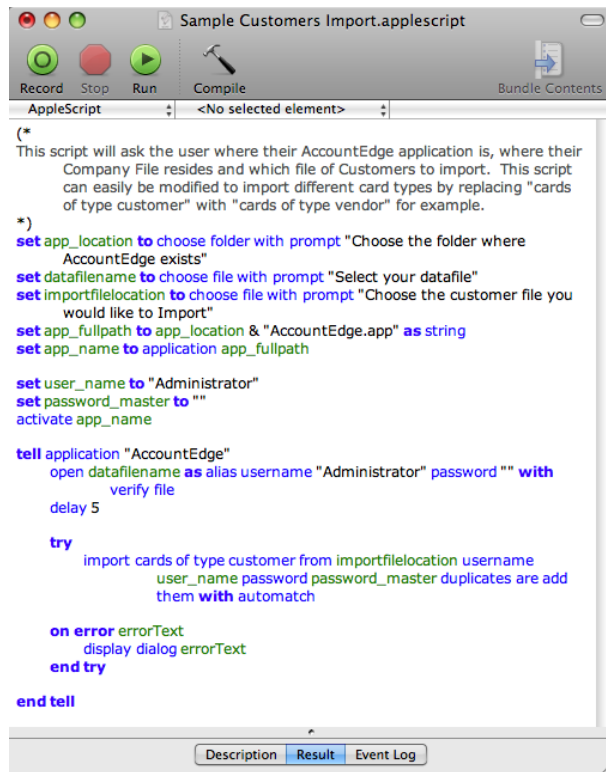 Sample Customers Import.applescript
Record Stop Run Compile Bundle Contents
AppleScript <No selected element>
(*
This script will ask the user where their AccountEdge application is, where their
Company File resides and which file of Customers to import.  This script
can easily be modified to import different card types by replacing "cards
of type customer" with "cards of type vendor" for example.
*)
set app_location to choose folder with prompt "Choose the folder where
AccountEdge exists"
set datafilename to choose file with prompt "Select your datafile"
set importfilelocation to choose file with prompt "Choose the customer file you
would like to Import"
set app_fullpath to app_location & "AccountEdge.app" as string
set app_name to application app_fullpath
set user_name to "Administrator"
set password_master to ""
activate app_name
tell application "AccountEdge"
open datafilename as alias username "Administrator" password "" with
verify file
delay 5
try
import cards of type customer from importfilelocation username
user_name password password_master duplicates are add
them with automatch
on error errorText
display dialog errorText
end try
end tell
Description Result Event Log